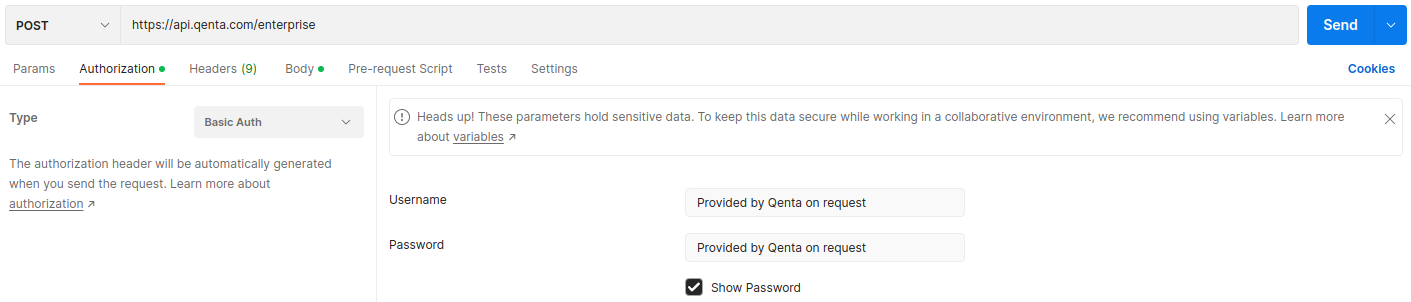 POST https://api.qenta.com/enterprise Send
Params Authorization Headers (9) Body Pre-request Script Tests Settings Cookies
Type Basic Auth
The authorization header will be automatically generated
when you send the request. Learn more about
authorization ↗
Heads up! These parameters hold sensitive data. To keep this data secure while working in a collaborative environment, we recommend using variables. Learn more
about variables ↗
Username Provided by Qenta on request
Password Provided by Qenta on request
Show Password